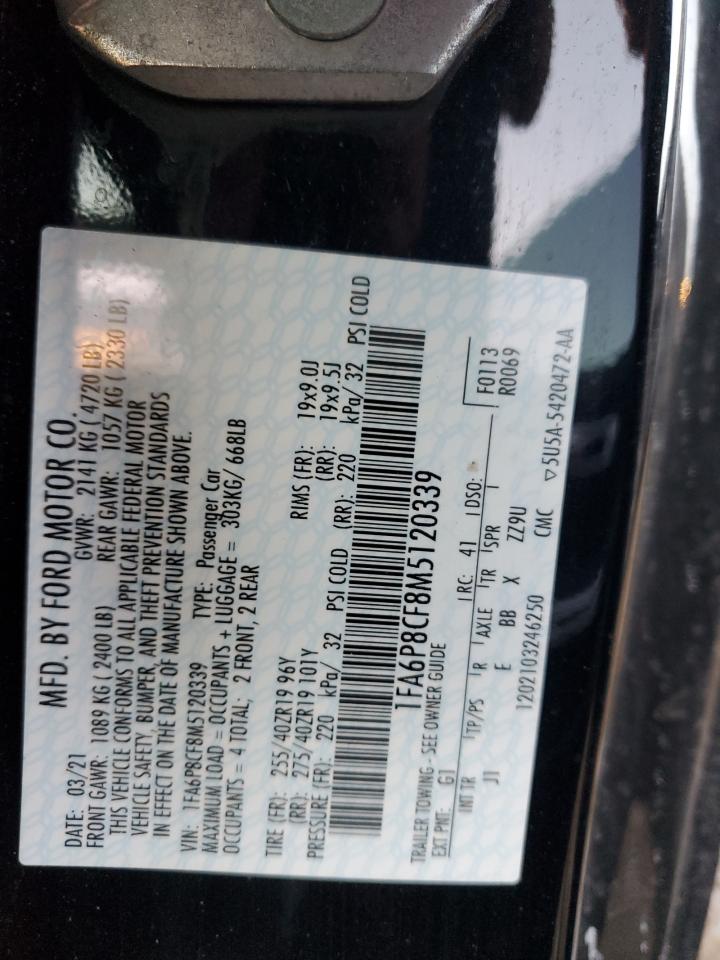 MFD. BY FORD MOTOR CO.
DATE: 03/21 GVWR: 2141 KG ( 4720 LB)
FRONT GAWR: 1089 KG ( 2400 LB) REAR GAWR: 1057 KG ( 2330 LB)
THIS VEHICLE CONFORMS TO ALL APPLICABLE FEDERAL MOTOR
VEHICLE SAFETY, BUMPER, AND THEFT PREVENTION STANDARDS
IN EFFECT ON THE DATE OF MANUFACTURE SHOWN ABOVE.
VIN: 1FA6P8CF8M5120339 TYPE: Passenger Car
MAXIMUM LOAD = OCCUPANTS + LUGGAGE = 303KG/ 668LB
OCCUPANTS = 4 TOTAL; 2 FRONT, 2 REAR
TIRE (FR): 255/40ZR19 96Y RIMS (FR): 19x9.0J
(RR): 275/40ZR19 101Y (RR): 19x9.5J
PRESSURE (FR): 220 kPa/ 32 PSI COLD (RR): 220 kPa/ 32 PSI COLD
1FA6P8CF8M5120339
TRAILER TOWING - SEE OWNER GUIDE
EXT PNT: G1 RC: 41 DSO: F0113
R0069
INT TR TP/PS R AXLE TR SPR
J1 E BB X ZZ9U
1202103246250 CMC ▽5U5A-5420472-AA